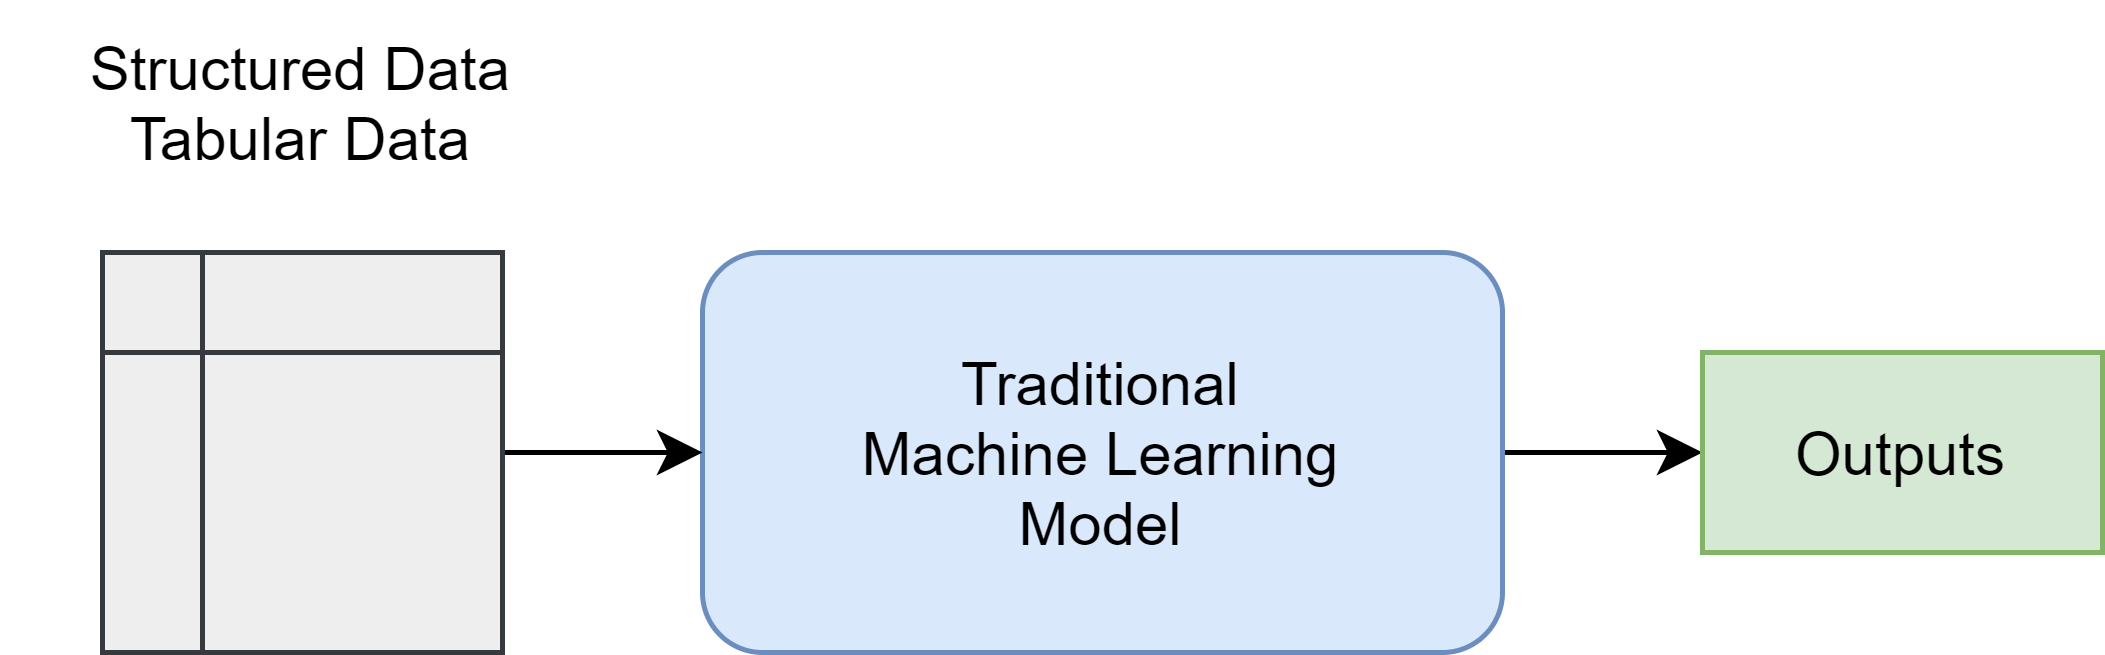 Structured Data
Tabular Data
Traditional
Machine Learning
Model
Outputs